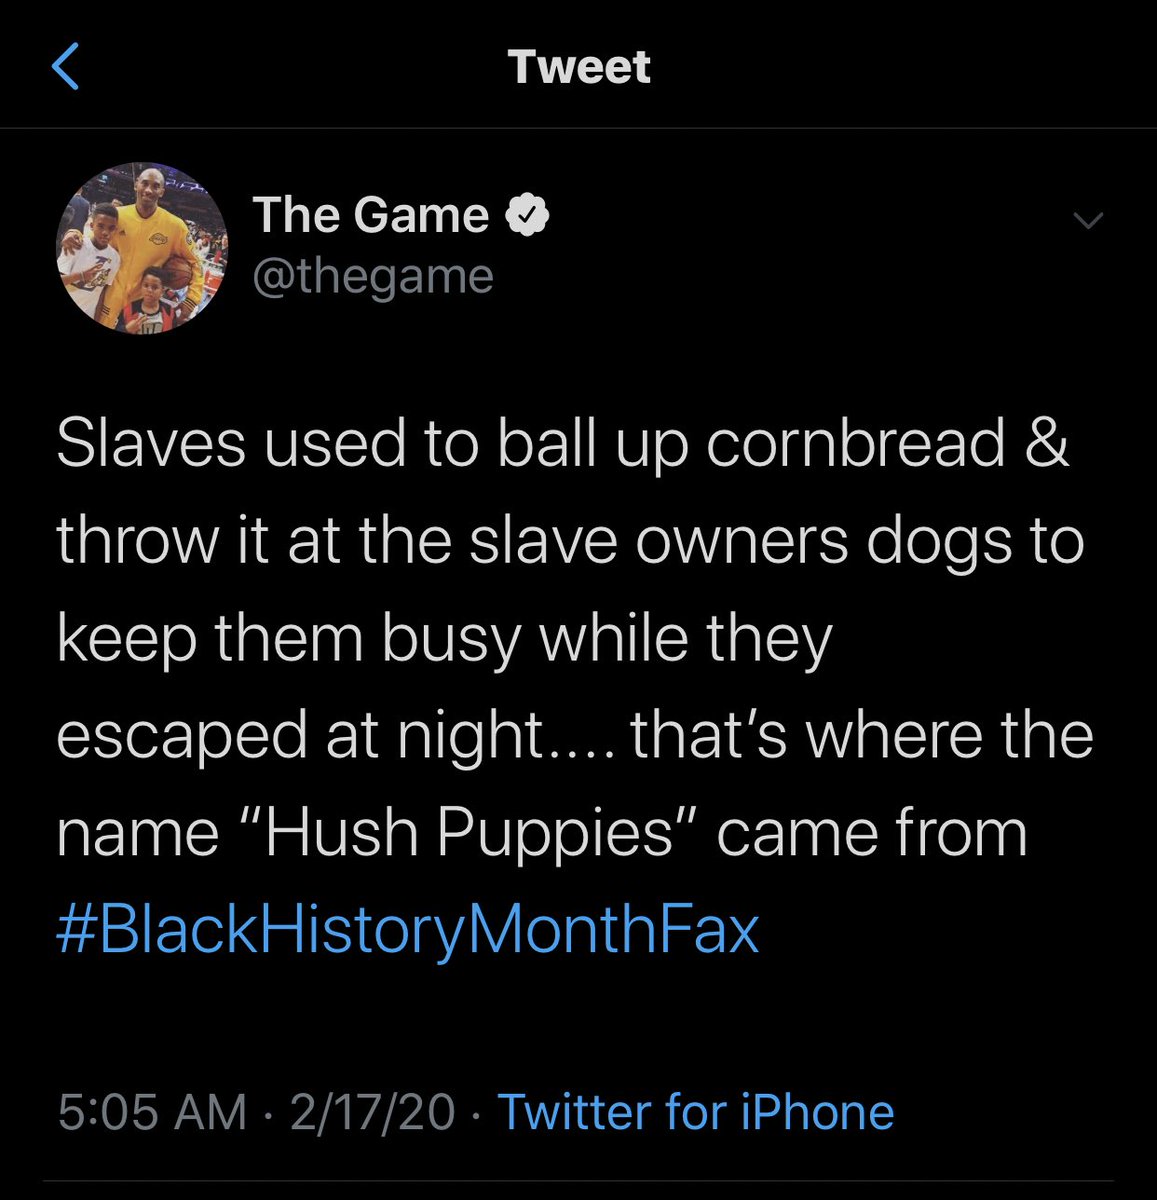 Tweet
The Game
@thegame
Slaves used to ball up cornbread &
throw it at the slave owners dogs to
keep them busy while they
escaped at night.... that’s where the
name “Hush Puppies” came from
#BlackHistoryMonthFax
5:05 AM · 2/17/20 · Twitter for iPhone